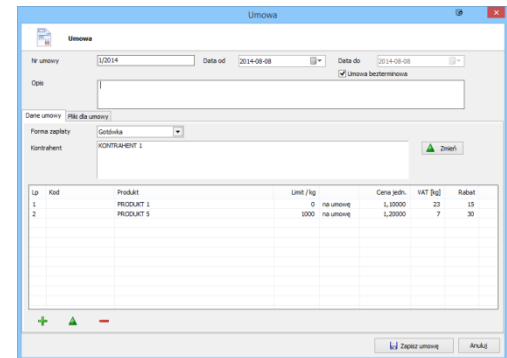 Umowa
Umowa
Nr umowy 1/2014 Data od 2014-08-08 Data do 2014-08-08
Umowa bezterminowa
Opis
Dane umowy Pliki dla umowy
Forma zapłaty Gotówka
Kontrahent KONTRAHENT 1 Zmień
Lp Kod Produkt Limit / kg Cena jedn. VAT [kg] Rabat
1 PRODUKT 1 0 na umowę 1,10000 23 15
2 PRODUKT 5 1000 na umowę 1,20000 7 30
Zapisz umowę Anuluj